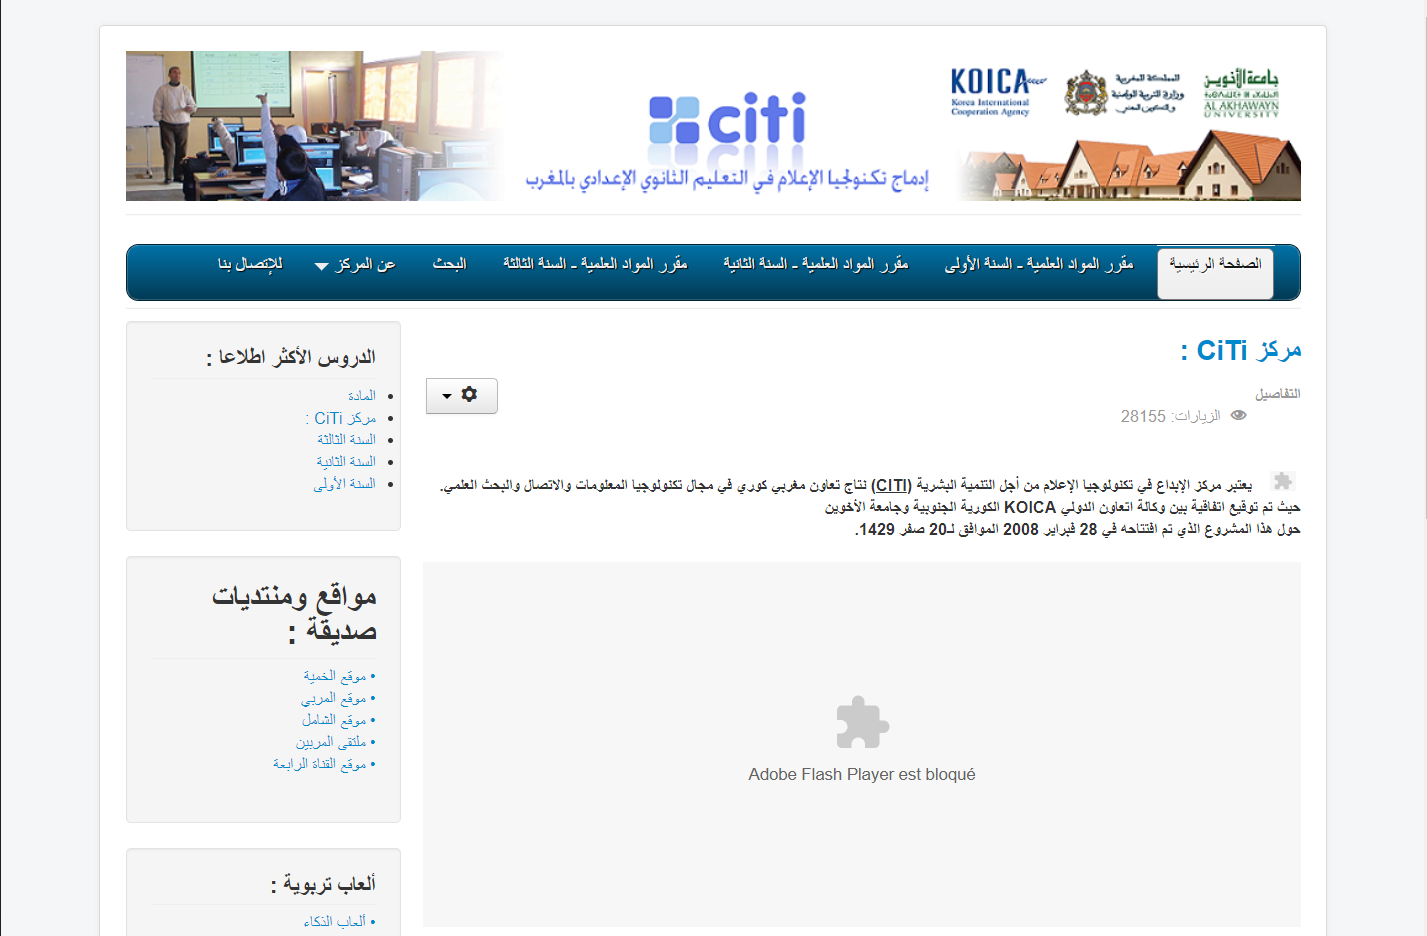 KOICA
Korea International
Cooperation Agency
المملكة المغربية
وزارة التربية الوطنية
والتكوين المهني
جامعة الأخوين
AL AKHAWAYN
UNIVERSITY
citi
إدماج تكنولجيا الإعلام في التعليم الثانوي الإعدادي بالمغرب
الصفحة الرئيسية
مقرر المواد العلمية - السنة الأولى
مقرر المواد العلمية - السنة الثانية
مقرر المواد العلمية - السنة الثالثة
البحث
عن المركز
للإتصال بنا
مركز CiTi :
التفاصيل
الزيارات: 28155
يعتبر مركز الإبداع في تكنولوجيا الإعلام من أجل التنمية البشرية (CITI) نتاج تعاون مغربي كوري في مجال تكنولوجيا المعلومات والاتصال والبحث العلمي.
حيث تم توقيع اتفاقية بين وكالة اتعاون الدولي KOICA الكورية الجنوبية وجامعة الأخوين
حول هذا المشروع الذي تم افتتاحه في 28 فبراير 2008 الموافق لـ20 صفر 1429.
Adobe Flash Player est bloqué
الدروس الأكثر اطلاعا :
المادة
مركز CiTi :
السنة الثالثة
السنة الثانية
السنة الأولى
مواقع ومنتديات
صديقة :
• موقع الخمية
• موقع المربي
• موقع الشامل
• ملتقى المربين
• موقع القناة الرابعة
ألعاب تربوية :
• ألعاب الذكاء